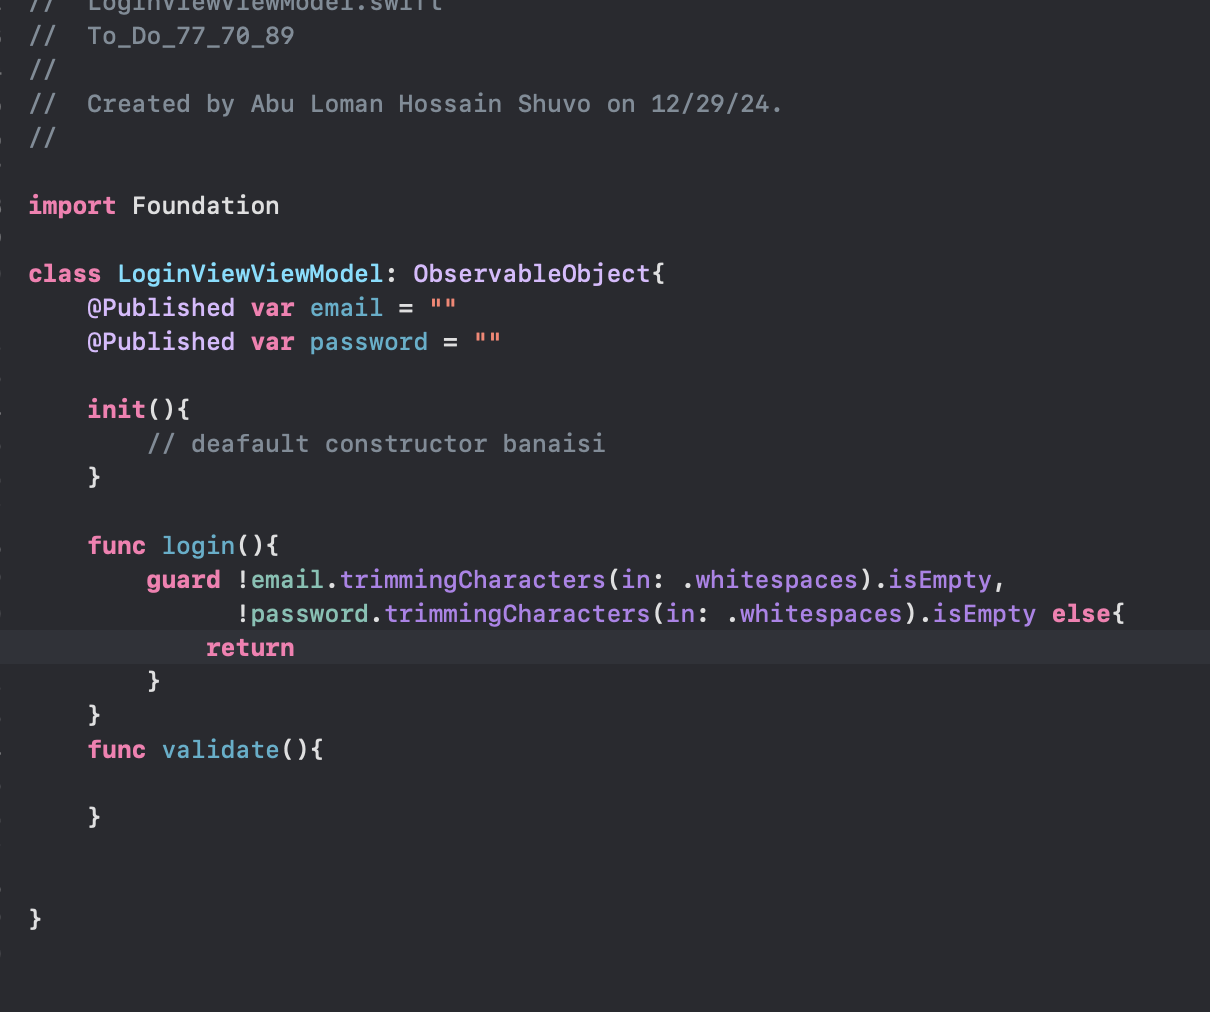 // LoginViewViewModel.swift
// To_Do_77_70_89
//
// Created by Abu Loman Hossain Shuvo on 12/29/24.
//
import Foundation
class LoginViewViewModel: ObservableObject{
@Published var email = ""
@Published var password = ""
init(){
// deafault constructor banaisi
}
func login(){
guard !email.trimmingCharacters(in: .whitespaces).isEmpty,
!password.trimmingCharacters(in: .whitespaces).isEmpty else{
return
}
}
func validate(){
}
}